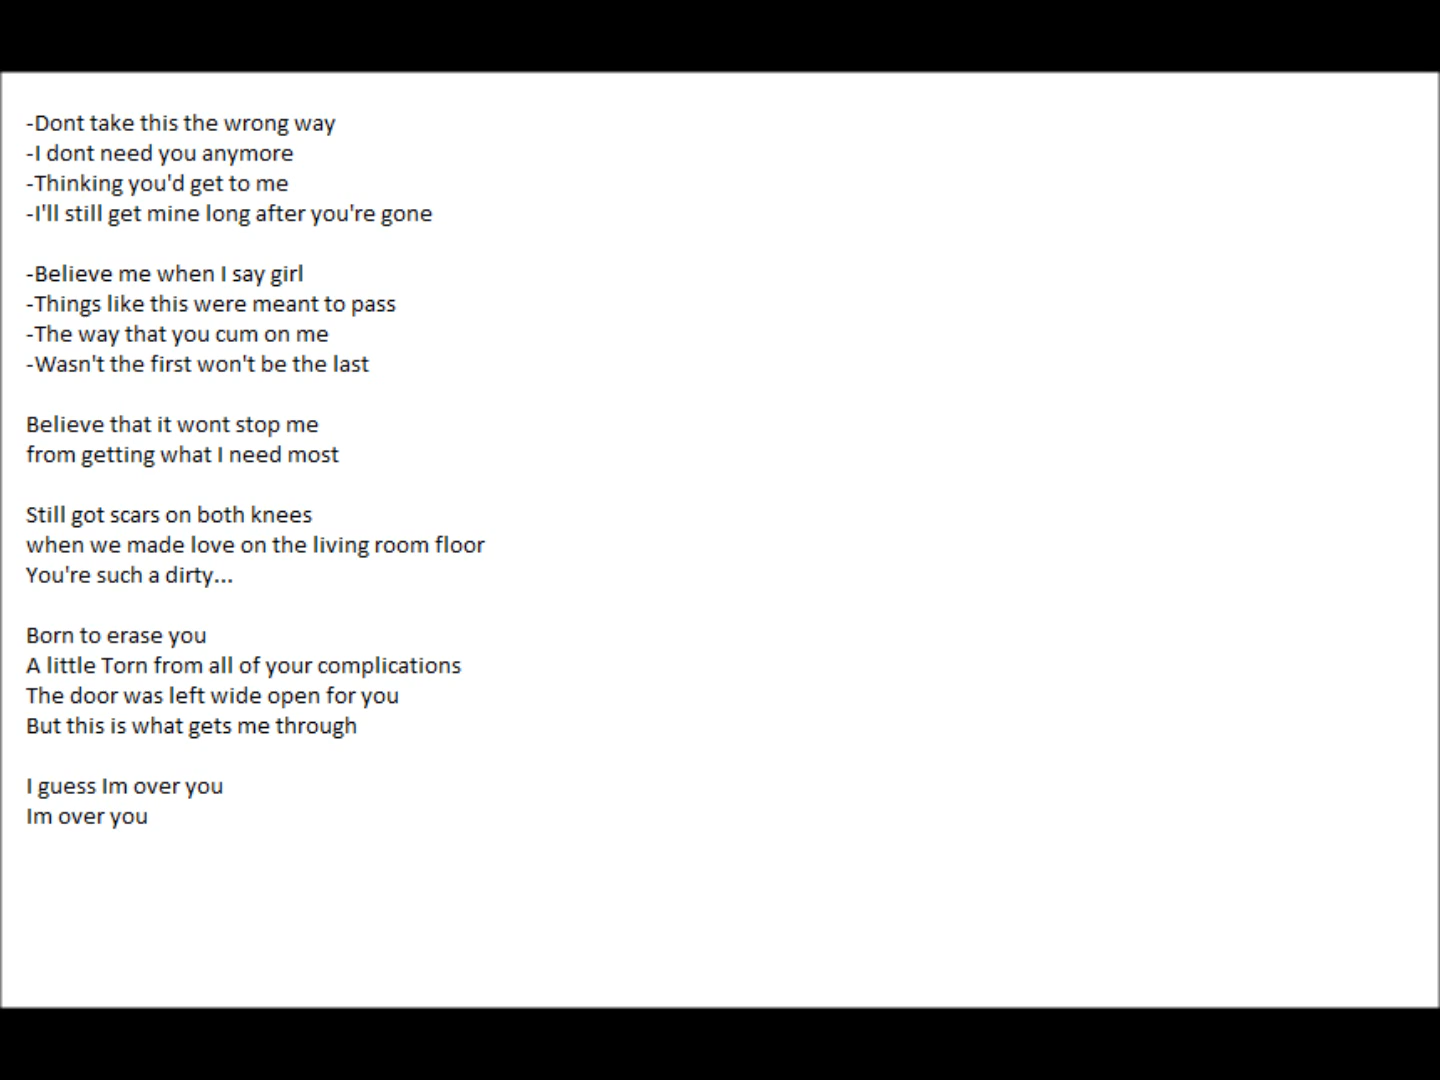 -Dont take this the wrong way
-I dont need you anymore
-Thinking you'd get to me
-I'll still get mine long after you're gone
-Believe me when I say girl
-Things like this were meant to pass
-The way that you cum on me
-Wasn't the first won't be the last
Believe that it wont stop me
from getting what I need most
Still got scars on both knees
when we made love on the living room floor
You're such a dirty...
Born to erase you
A little Torn from all of your complications
The door was left wide open for you
But this is what gets me through
I guess Im over you
Im over you